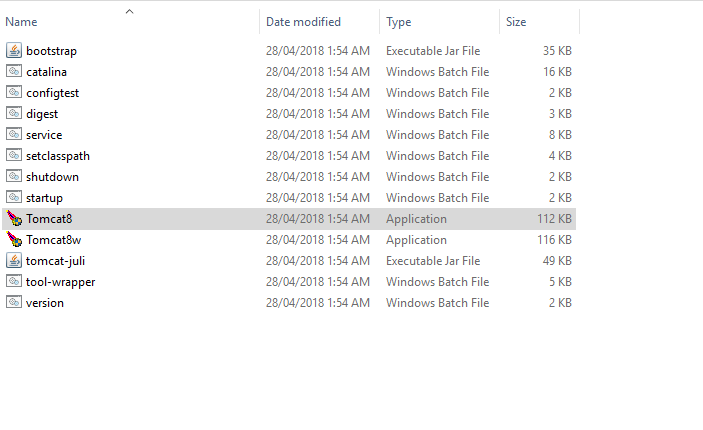 Name Date modified Type Size
bootstrap 28/04/2018 1:54 AM Executable Jar File 35 KB
catalina 28/04/2018 1:54 AM Windows Batch File 16 KB
configtest 28/04/2018 1:54 AM Windows Batch File 2 KB
digest 28/04/2018 1:54 AM Windows Batch File 3 KB
service 28/04/2018 1:54 AM Windows Batch File 8 KB
setclasspath 28/04/2018 1:54 AM Windows Batch File 4 KB
shutdown 28/04/2018 1:54 AM Windows Batch File 2 KB
startup 28/04/2018 1:54 AM Windows Batch File 2 KB
Tomcat8 28/04/2018 1:54 AM Application 112 KB
Tomcat8w 28/04/2018 1:54 AM Application 116 KB
tomcat-juli 28/04/2018 1:54 AM Executable Jar File 49 KB
tool-wrapper 28/04/2018 1:54 AM Windows Batch File 5 KB
version 28/04/2018 1:54 AM Windows Batch File 2 KB